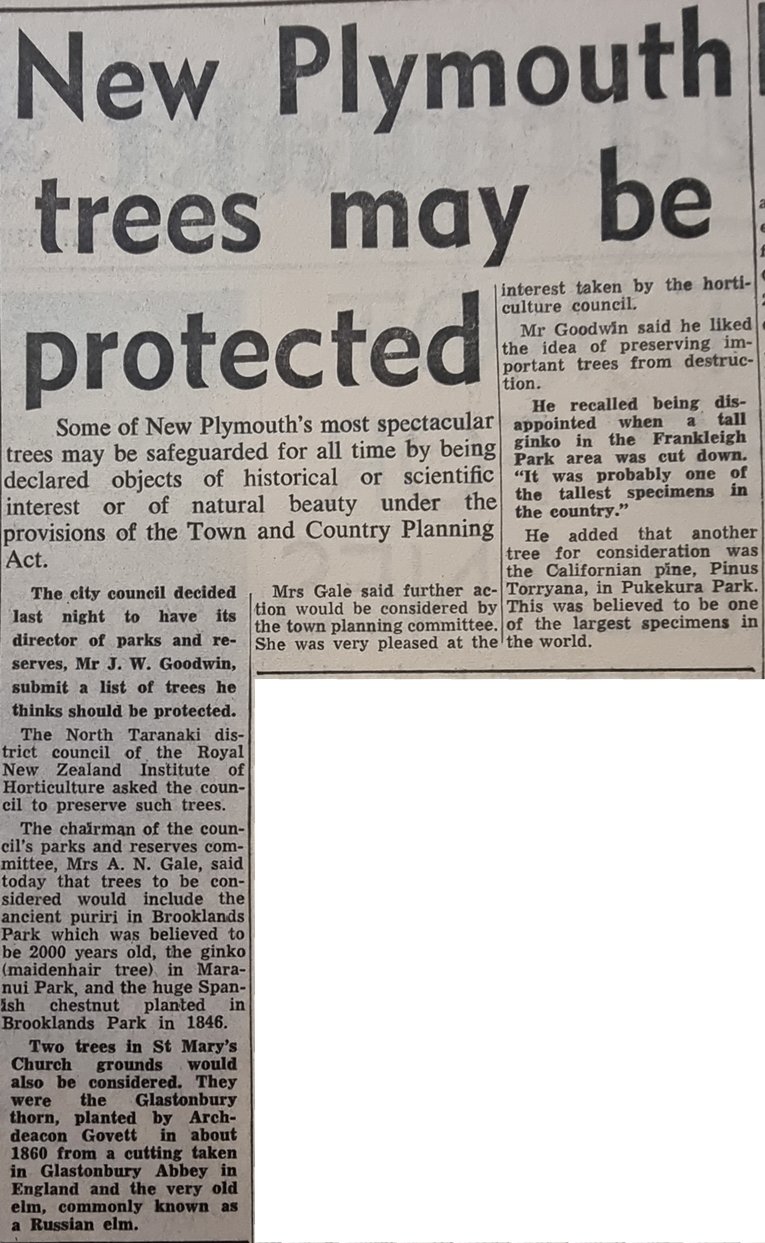 New Plymouth
trees may be
protected
Some of New Plymouth's most spectacular
trees may be safeguarded for all time by being
declared objects of historical or scientific
interest or of natural beauty under the
provisions of the Town and Country Planning
Act.
The city council decided
last night to have its
director of parks and re-
serves, Mr J. W. Goodwin,
submit a list of trees he
thinks should be protected.
The North Taranaki dis-
trict council of the Royal
New Zealand Institute of
Horticulture asked the coun-
cil to preserve such trees.
The chairman of the coun-
cil's parks and reserves com-
mittee, Mrs A. N. Gale, said
today that trees to be con-
sidered would include the
ancient puriri in Brooklands
Park which was believed to
be 2000 years old, the ginko
(maidenhair tree) in Mara-
nui Park, and the huge Span-
ish chestnut planted in
Brooklands Park in 1846.
Two trees in St Mary's
Church grounds would
also be considered. They
were the Glastonbury
thorn, planted by Arch-
deacon Govett in about
1860 from a cutting taken
in Glastonbury Abbey in
England and the very old
elm, commonly known as
a Russian elm.
Mrs Gale said further ac-
tion would be considered by
the town planning committee.
She was very pleased at the
interest taken by the horti-
culture council.
Mr Goodwin said he liked
the idea of preserving im-
portant trees from destruc-
tion.
He recalled being dis-
appointed when a tall
ginko in the Frankleigh
Park area was cut down.
"It was probably one of
the tallest specimens in
the country."
He added that another
tree for consideration was
the Californian pine, Pinus
Torryana, in Pukekura Park.
This was believed to be one
of the largest specimens in
the world.